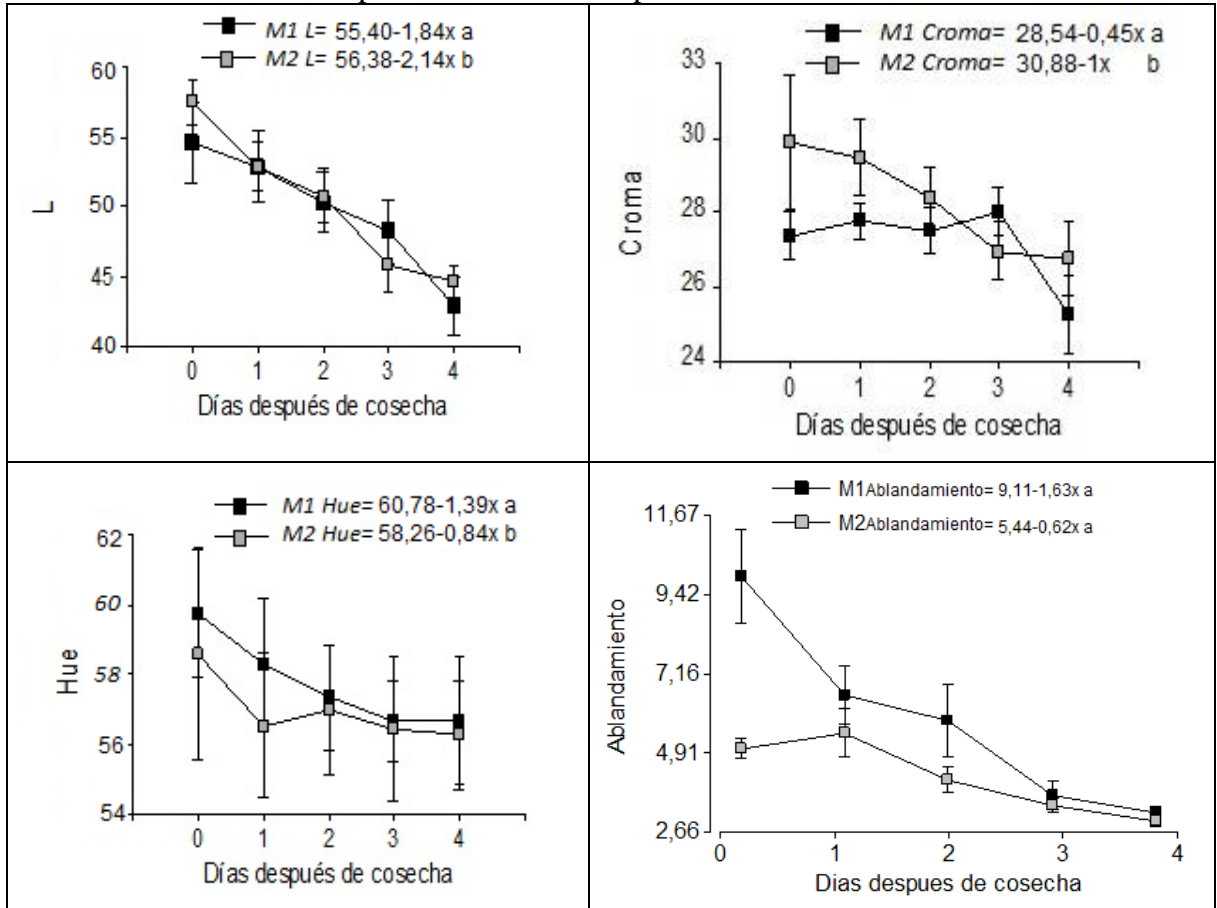 M1 L= 55,40-1,84x a
M2 L= 56,38-2,14x b
60
55
50
45
40
L
0 1 2 3 4
Días después de cosecha
M1 Croma= 28,54-0,45x a
M2 Croma= 30,88-1x b
33
30
28
26
24
Croma
0 1 2 3 4
Días después de cosecha
M1 Hue= 60,78-1,39x a
M2 Hue= 58,26-0,84x b
62
60
58
56
54
Hue
0 1 2 3 4
Días después de cosecha
M1Ablandamiento= 9,11-1,63x a
M2Ablandamiento= 5,44-0,62x a
11,67
9,42
7,16
4,91
2,66
Ablandamiento
0 1 2 3 4
Dias despues de cosecha